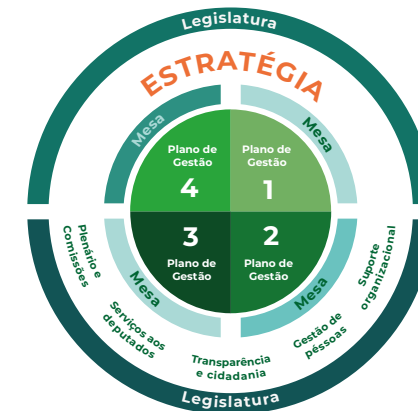 Legislatura
ESTRATÉGIA
Mesa
Mesa
Plano de
Gestão
4
Plano de
Gestão
1
3
Plano de
Gestão
2
Plano de
Gestão
Mesa
Mesa
Plenário e
Comissões
Serviços aos
deputados
Transparência
e cidadania
Gestão de
péssoas
Suporte
organizacional
Legislatura